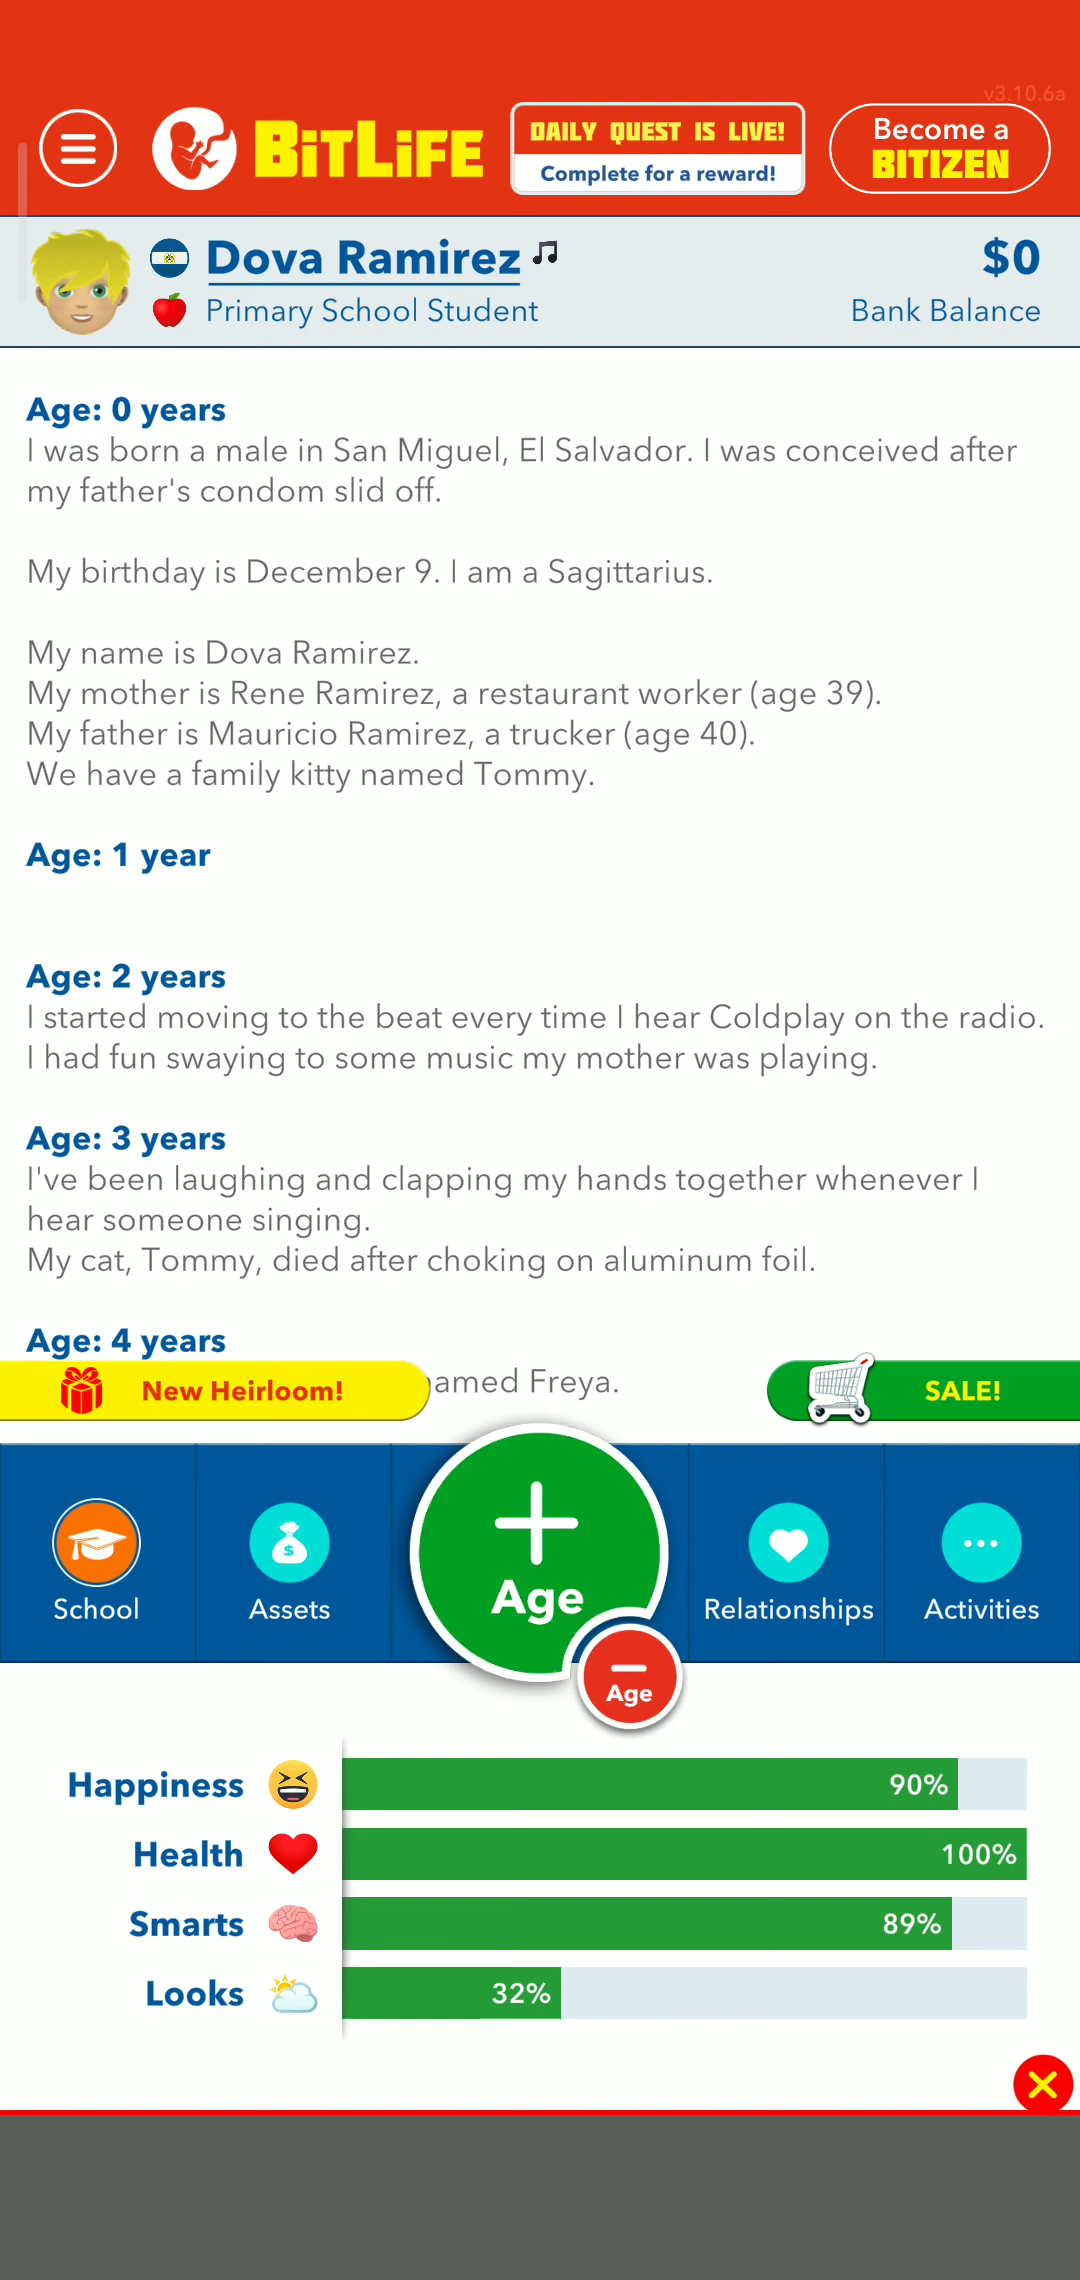 v3.10.6a
BiTLiFE
DAILY QUEST IS LIVE!
Complete for a reward!
Become a
BITIZEN
Dova Ramirez
$0
Primary School Student
Bank Balance
Age: 0 years
I was born a male in San Miguel, El Salvador. I was conceived after
my father's condom slid off.
My birthday is December 9. I am a Sagittarius.
My name is Dova Ramirez.
My mother is Rene Ramirez, a restaurant worker (age 39).
My father is Mauricio Ramirez, a trucker (age 40).
We have a family kitty named Tommy.
Age: 1 year
Age: 2 years
I started moving to the beat every time I hear Coldplay on the radio.
I had fun swaying to some music my mother was playing.
Age: 3 years
I've been laughing and clapping my hands together whenever I
hear someone singing.
My cat, Tommy, died after choking on aluminum foil.
Age: 4 years
New Heirloom!
amed Freya.
SALE!
School
Assets
Age
Relationships
Activities
Age
Happiness
90%
Health
100%
Smarts
89%
Looks
32%